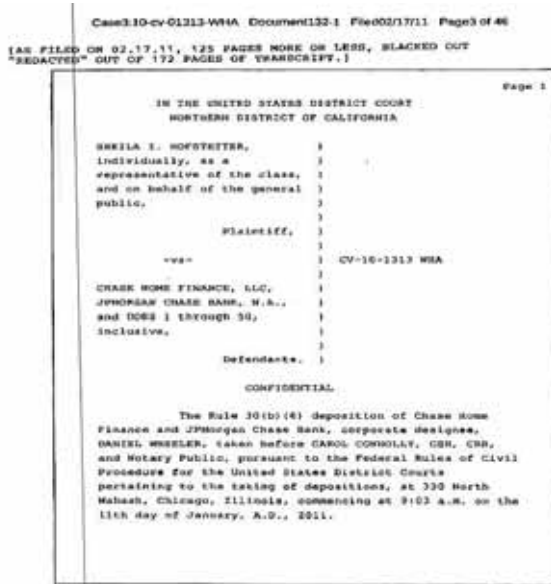 Case3:10-cv-01313-WHA Document132-1 Filed02/17/11 Page3 of 46
[AS FILED ON 02.17.11, 125 PAGES MORE OR LESS, BLACKED OUT
"REDACTED" OUT OF 172 PAGES OF TRANSCRIPT.]
Page 1
IN THE UNITED STATES DISTRICT COURT
NORTHERN DISTRICT OF CALIFORNIA
SHEILA I. HOFSTETTER, )
individually, as a )
representative of the class, )
and on behalf of the general )
public, )
)
Plaintiff, )
)
-vs- ) CV-10-1313 WHA
)
CHASE HOME FINANCE, LLC, )
JPMORGAN CHASE BANK, N.A., )
and DOES 1 through 50, )
inclusive, )
)
Defendants. )
CONFIDENTIAL
The Rule 30(b)(6) deposition of Chase Home
Finance and JPMorgan Chase Bank, corporate designee,
DANIEL WHEELER, taken before CAROL CONNOLLY, CSR, CRR,
and Notary Public, pursuant to the Federal Rules of Civil
Procedure for the United States District Courts
pertaining to the taking of depositions, at 330 North
Wabash, Chicago, Illinois, commencing at 9:03 a.m. on the
11th day of January, A.D., 2011.